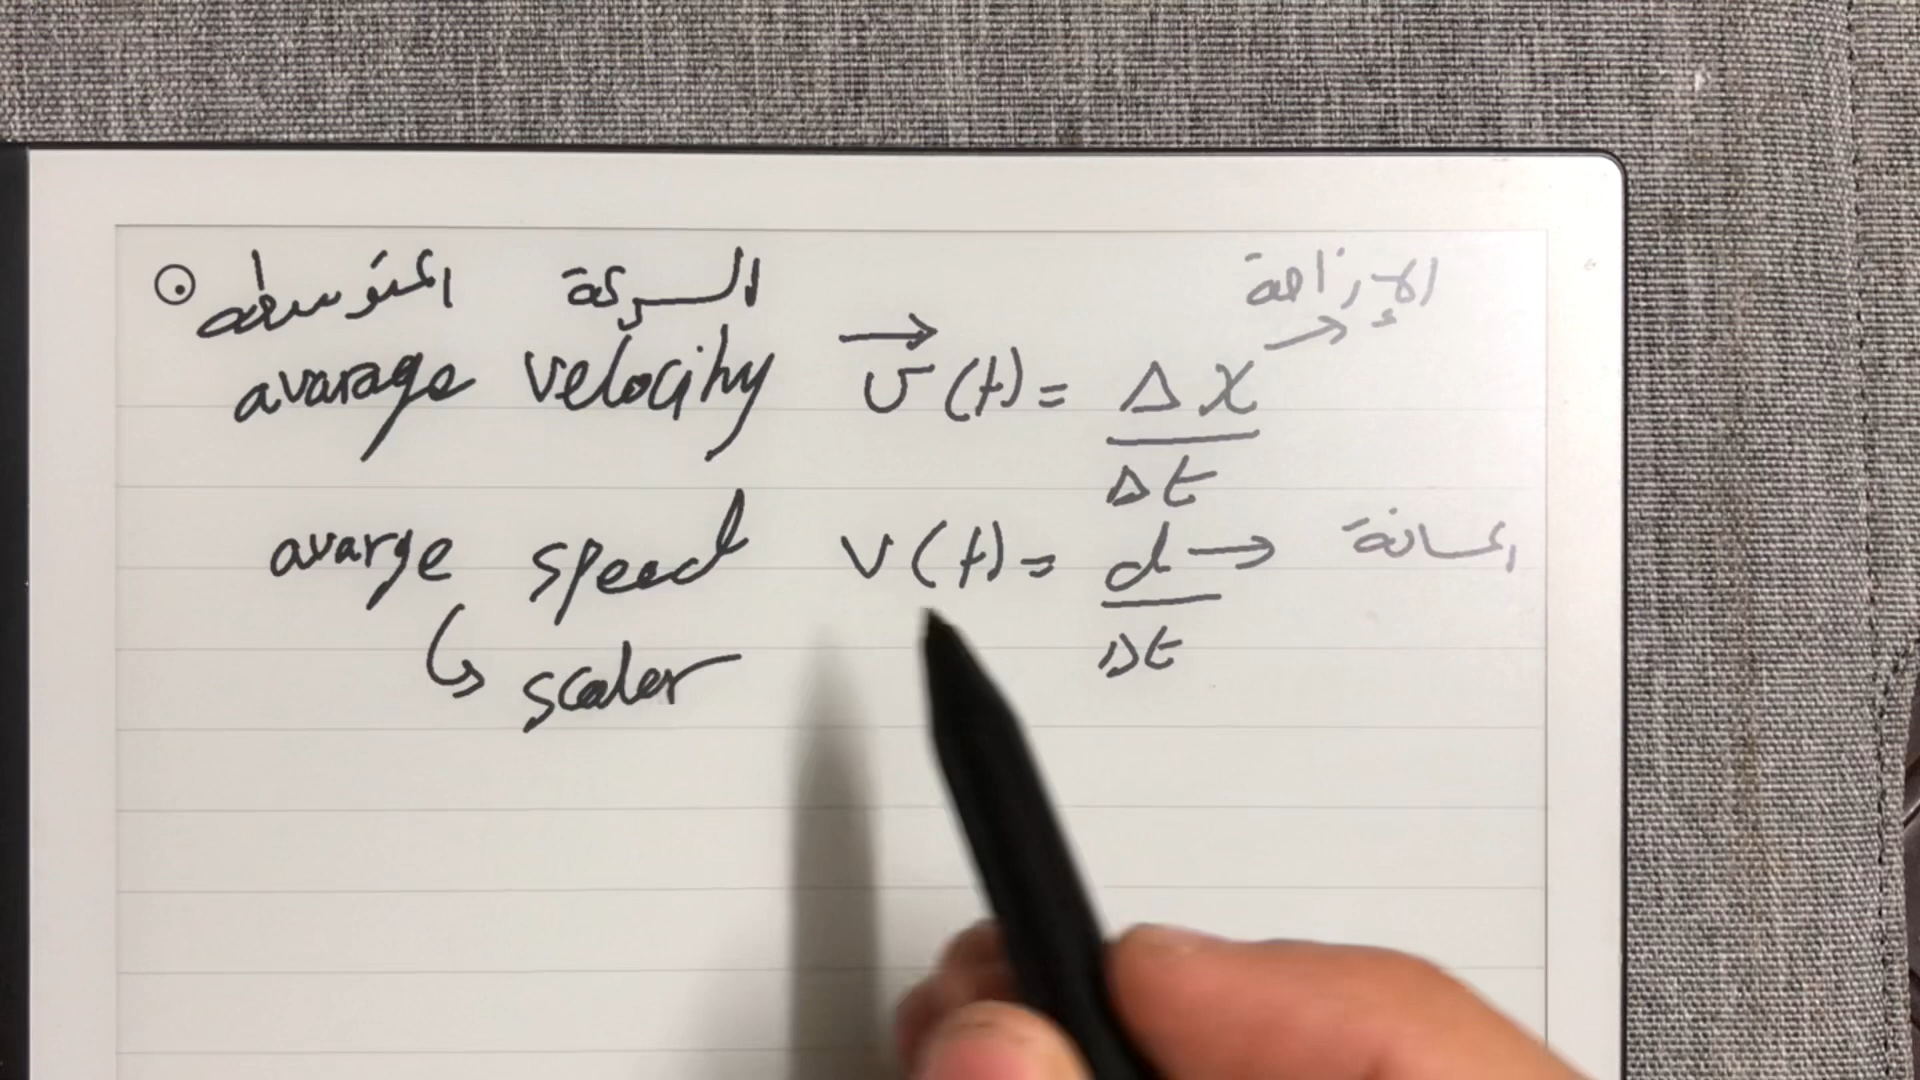 السرعة المتوسطة
avarage velocity v⃗(t) = Δx/Δt → الإزاحة
avarge speed v(t) = d/Δt → المسافة
↳ scaler